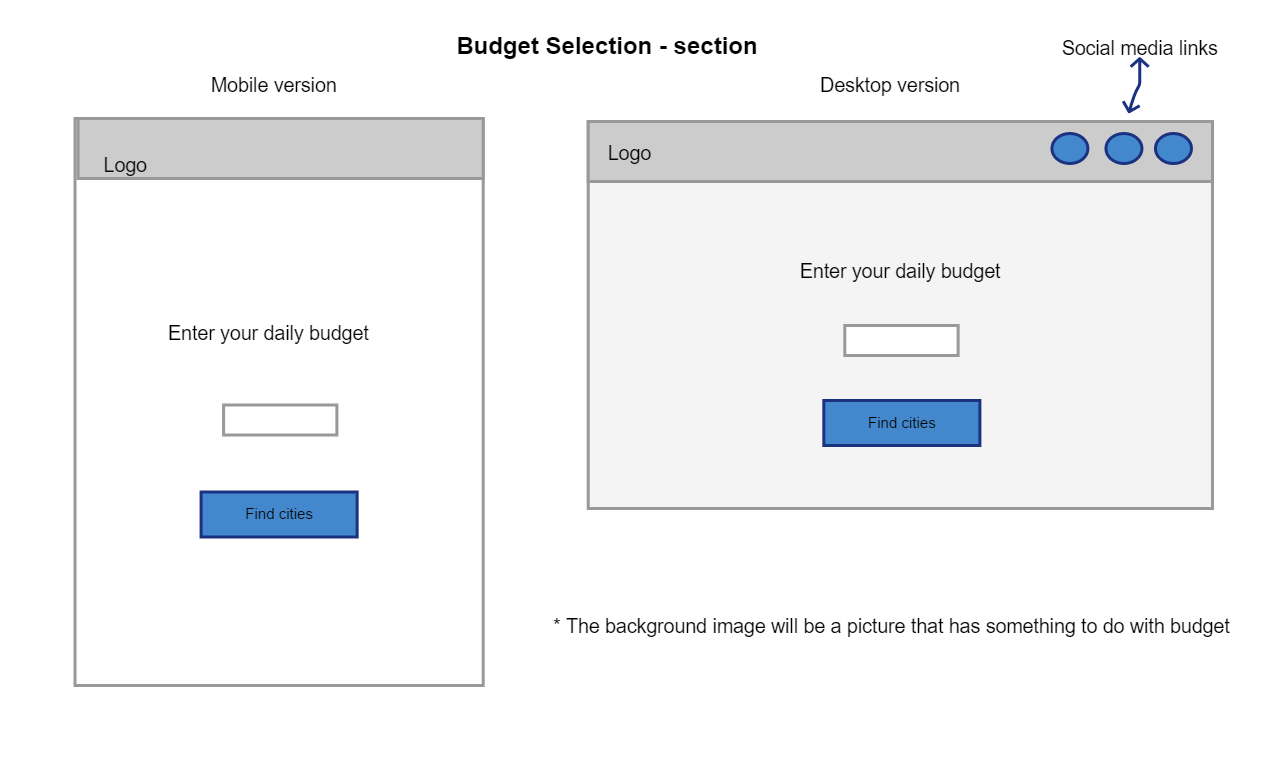 Budget Selection - section
Social media links
Mobile version
Desktop version
Logo
Logo
Enter your daily budget
Enter your daily budget
Find cities
Find cities
* The background image will be a picture that has something to do with budget